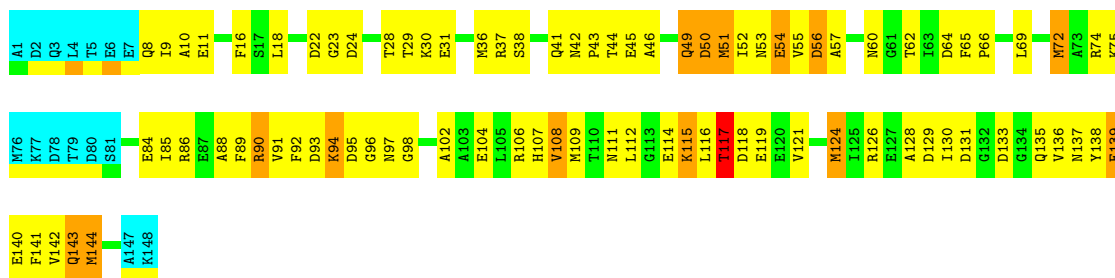 A1 D2 Q3 L4 T5 E6 E7 Q8 I9 A10 E11 F16 S17 L18 D22 G23 D24 T28 T29 K30 E31 M36 R37 S38 Q41 N42 P43 T44 E45 A46 Q49 D50 M51 I52 N53 E54 V55 D56 A57 N60 G61 T62 I63 D64 F65 P66 L69 M72 A73 R74 K75
M76 K77 D78 T79 D80 S81 E84 I85 R86 E87 A88 F89 R90 V91 F92 D93 K94 D95 G96 N97 G98 A102 A103 E104 L105 R106 H107 V108 M109 T110 N111 L112 G113 E114 K115 L116 T117 D118 E119 E120 V121 M124 I125 R126 E127 A128 D129 I130 D131 G132 D133 G134 Q135 V136 N137 Y138 E139
E140 F141 V142 Q143 M144 A147 K148